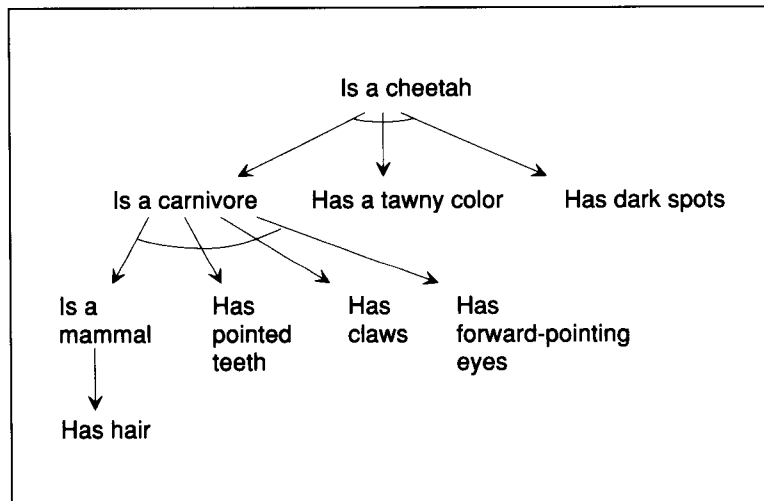 Is a cheetah
Is a carnivore
Has a tawny color
Has dark spots
Is a
mammal
Has
pointed
teeth
Has
claws
Has
forward-pointing
eyes
Has hair